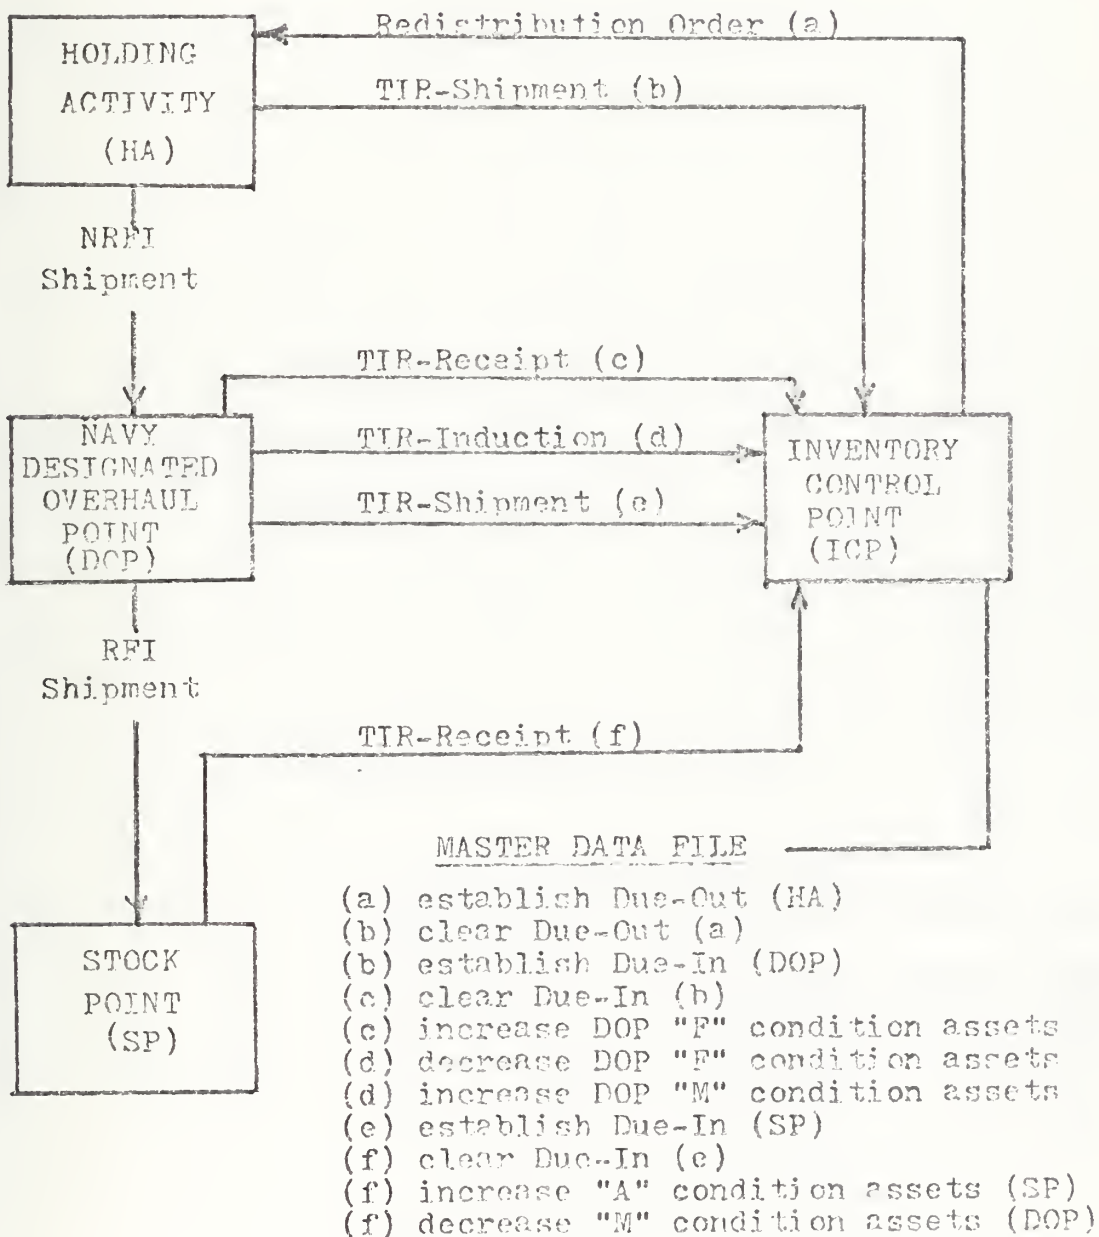 Redistribution Order (a)
HOLDING
ACTIVITY
(HA)
TIR-Shipment (b)
NRFI
Shipment
TIR-Receipt (c)
NAVY
DESIGNATED
OVERHAUL
POINT
(DOP)
TIR-Induction (d)
TIR-Shipment (e)
INVENTORY
CONTROL
POINT
(ICP)
RFI
Shipment
TIR-Receipt (f)
STOCK
POINT
(SP)
MASTER DATA FILE
(a) establish Due-Out (HA)
(b) clear Due-Out (a)
(b) establish Due-In (DOP)
(c) clear Due-In (b)
(c) increase DOP "F" condition assets
(d) decrease DOP "F" condition assets
(d) increase DOP "M" condition assets
(e) establish Due-In (SP)
(f) clear Due-In (e)
(f) increase "A" condition assets (SP)
(f) decrease "M" condition assets (DOP)